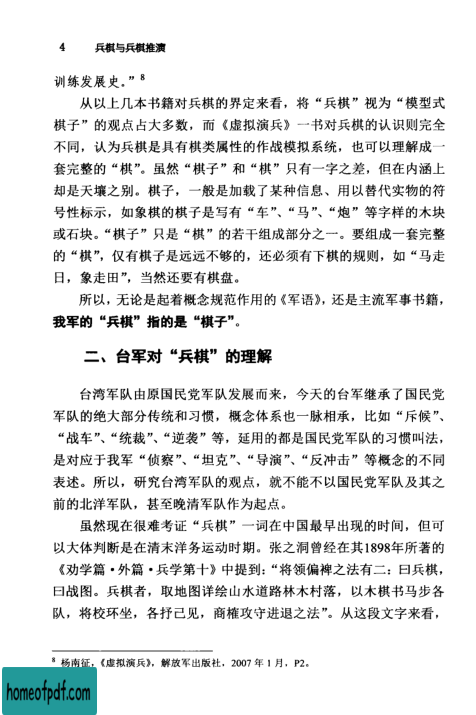 4 兵棋与兵棋推演
训练发展史。”8
从以上几本书籍对兵棋的界定来看，将“兵棋”视为“模型式
棋子”的观点占大多数，而《虚拟演兵》一书对兵棋的认识则完全
不同，认为兵棋是具有棋类属性的作战模拟系统，也可以理解成一
套完整的“棋”。虽然“棋子”和“棋”只有一字之差，但在内涵上
却是天壤之别。棋子，一般是加载了某种信息、用以替代实物的符
号性标示，如象棋的棋子是写有“车”、“马”、“炮”等字样的木块
或石块。“棋子”只是“棋”的若干组成部分之一。要组成一套完整
的“棋”，仅有棋子是远远不够的，还必须有下棋的规则，如“马走
日，象走田”，当然还要有棋盘。
所以，无论是起着概念规范作用的《军语》，还是主流军事书籍，
我军的“兵棋”指的是“棋子”。
二、台军对“兵棋”的理解
台湾军队由原国民党军队发展而来，今天的台军继承了国民党
军队的绝大部分传统和习惯，概念体系也一脉相承，比如“斥候”、
“战车”、“统裁”、“逆袭”等，延用的都是国民党军队的习惯叫法，
是对应于我军“侦察”、“坦克”、“导演”、“反冲击”等概念的不同
表述。所以，研究台湾军队的观点，就不能不以国民党军队及其之
前的北洋军队，甚至晚清军队作为起点。
虽然现在很难考证“兵棋”一词在中国最早出现的时间，但可
以大体判断是在清末洋务运动时期。张之洞曾经在其1898年所著的
《劝学篇·外篇·兵学第十》中提到：“将领偏裨之法有二：曰兵棋，
曰战图。兵棋者，取地图详绘山水道路林木村落，以木棋书马步各
队，将校环坐，各抒己见，商榷攻守进退之法”。从这段文字来看，
8 杨南征，《虚拟演兵》，解放军出版社，2007年1月，P2。
homeofpdf.com